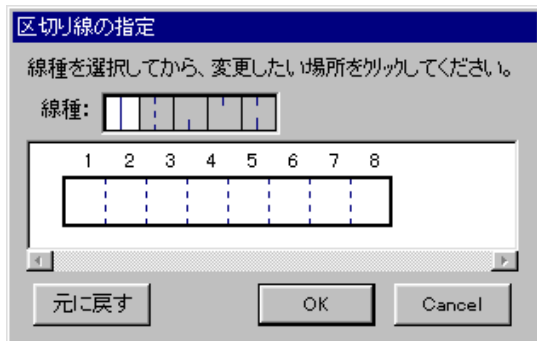 区切り線の指定
線種を選択してから、変更したい場所をクリックしてください。
線種:
1 2 3 4 5 6 7 8
元に戻す OK Cancel